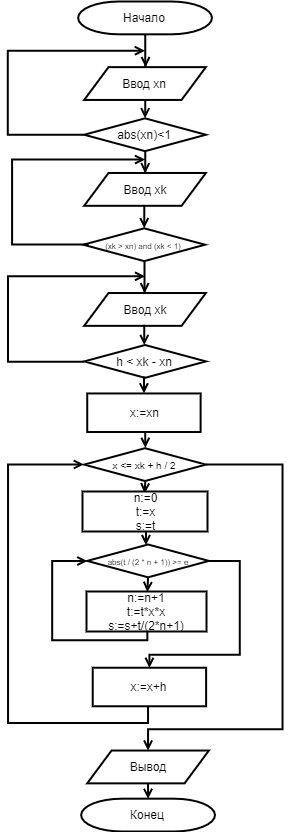 Начало
Ввод xn
abs(xn)<1
Ввод xk
(xk > xn) and (xk < 1)
Ввод xk
h < xk - xn
x:=xn
x <= xk + h / 2
n:=0
t:=x
s:=t
abs(t / (2 * n + 1)) >= e
n:=n+1
t:=t*x*x
s:=s+t/(2*n+1)
x:=x+h
Вывод
Конец